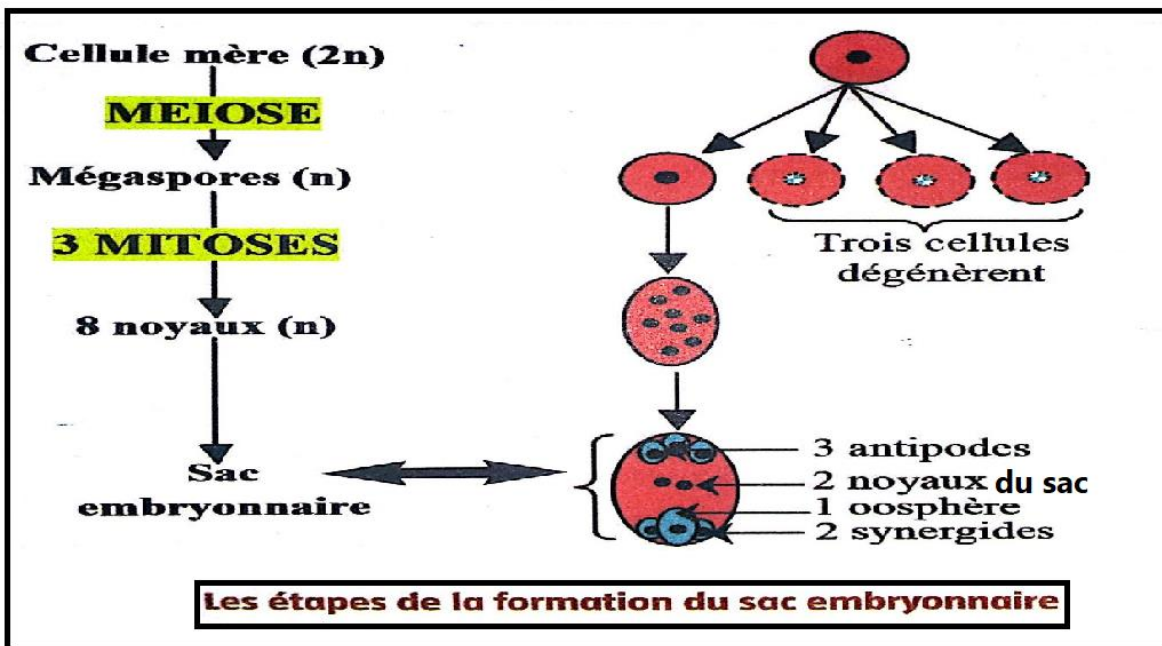 Cellule mère (2n)
MEIOSE
Mégaspores (n)
3 MITOSES
8 noyaux (n)
Sac
embryonnaire
Trois cellules
dégénèrent
3 antipodes
2 noyaux du sac
1 oosphère
2 synergides
Les étapes de la formation du sac embryonnaire